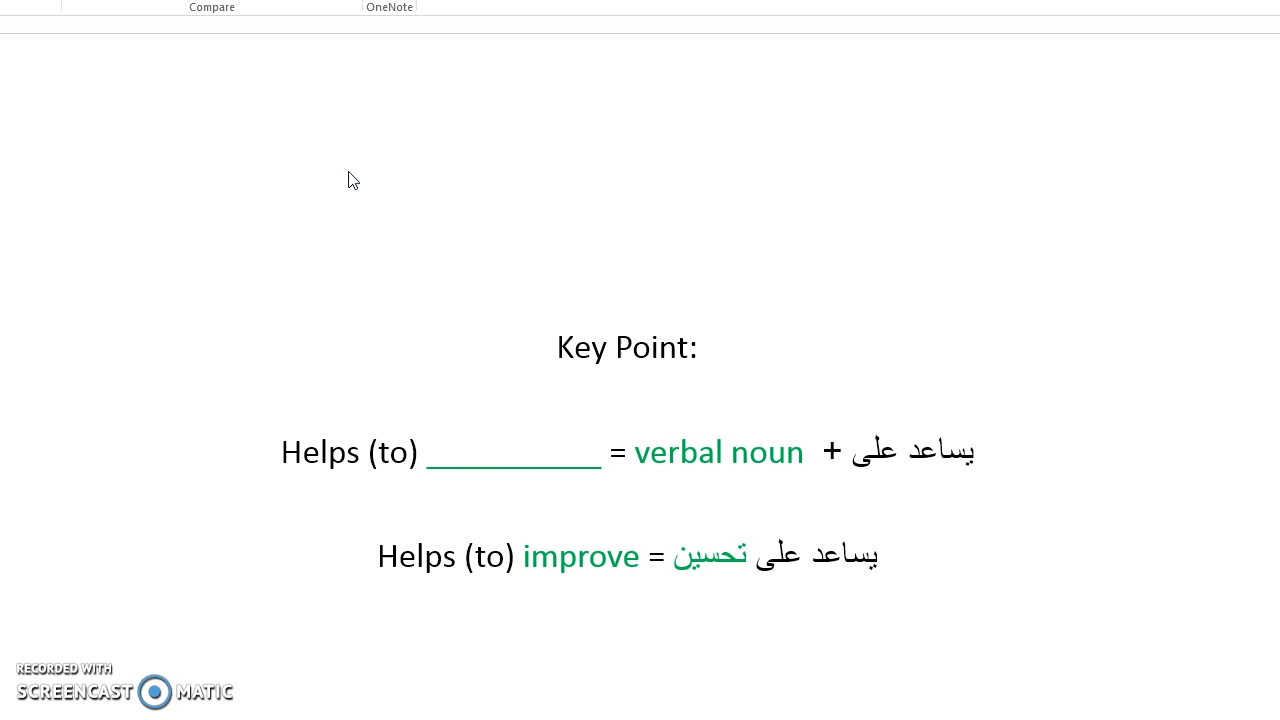 Compare OneNote
Key Point:
Helps (to) ___________ = verbal noun + يساعد على
Helps (to) improve = يساعد على تحسين
RECORDED WITH
SCREENCAST MATIC